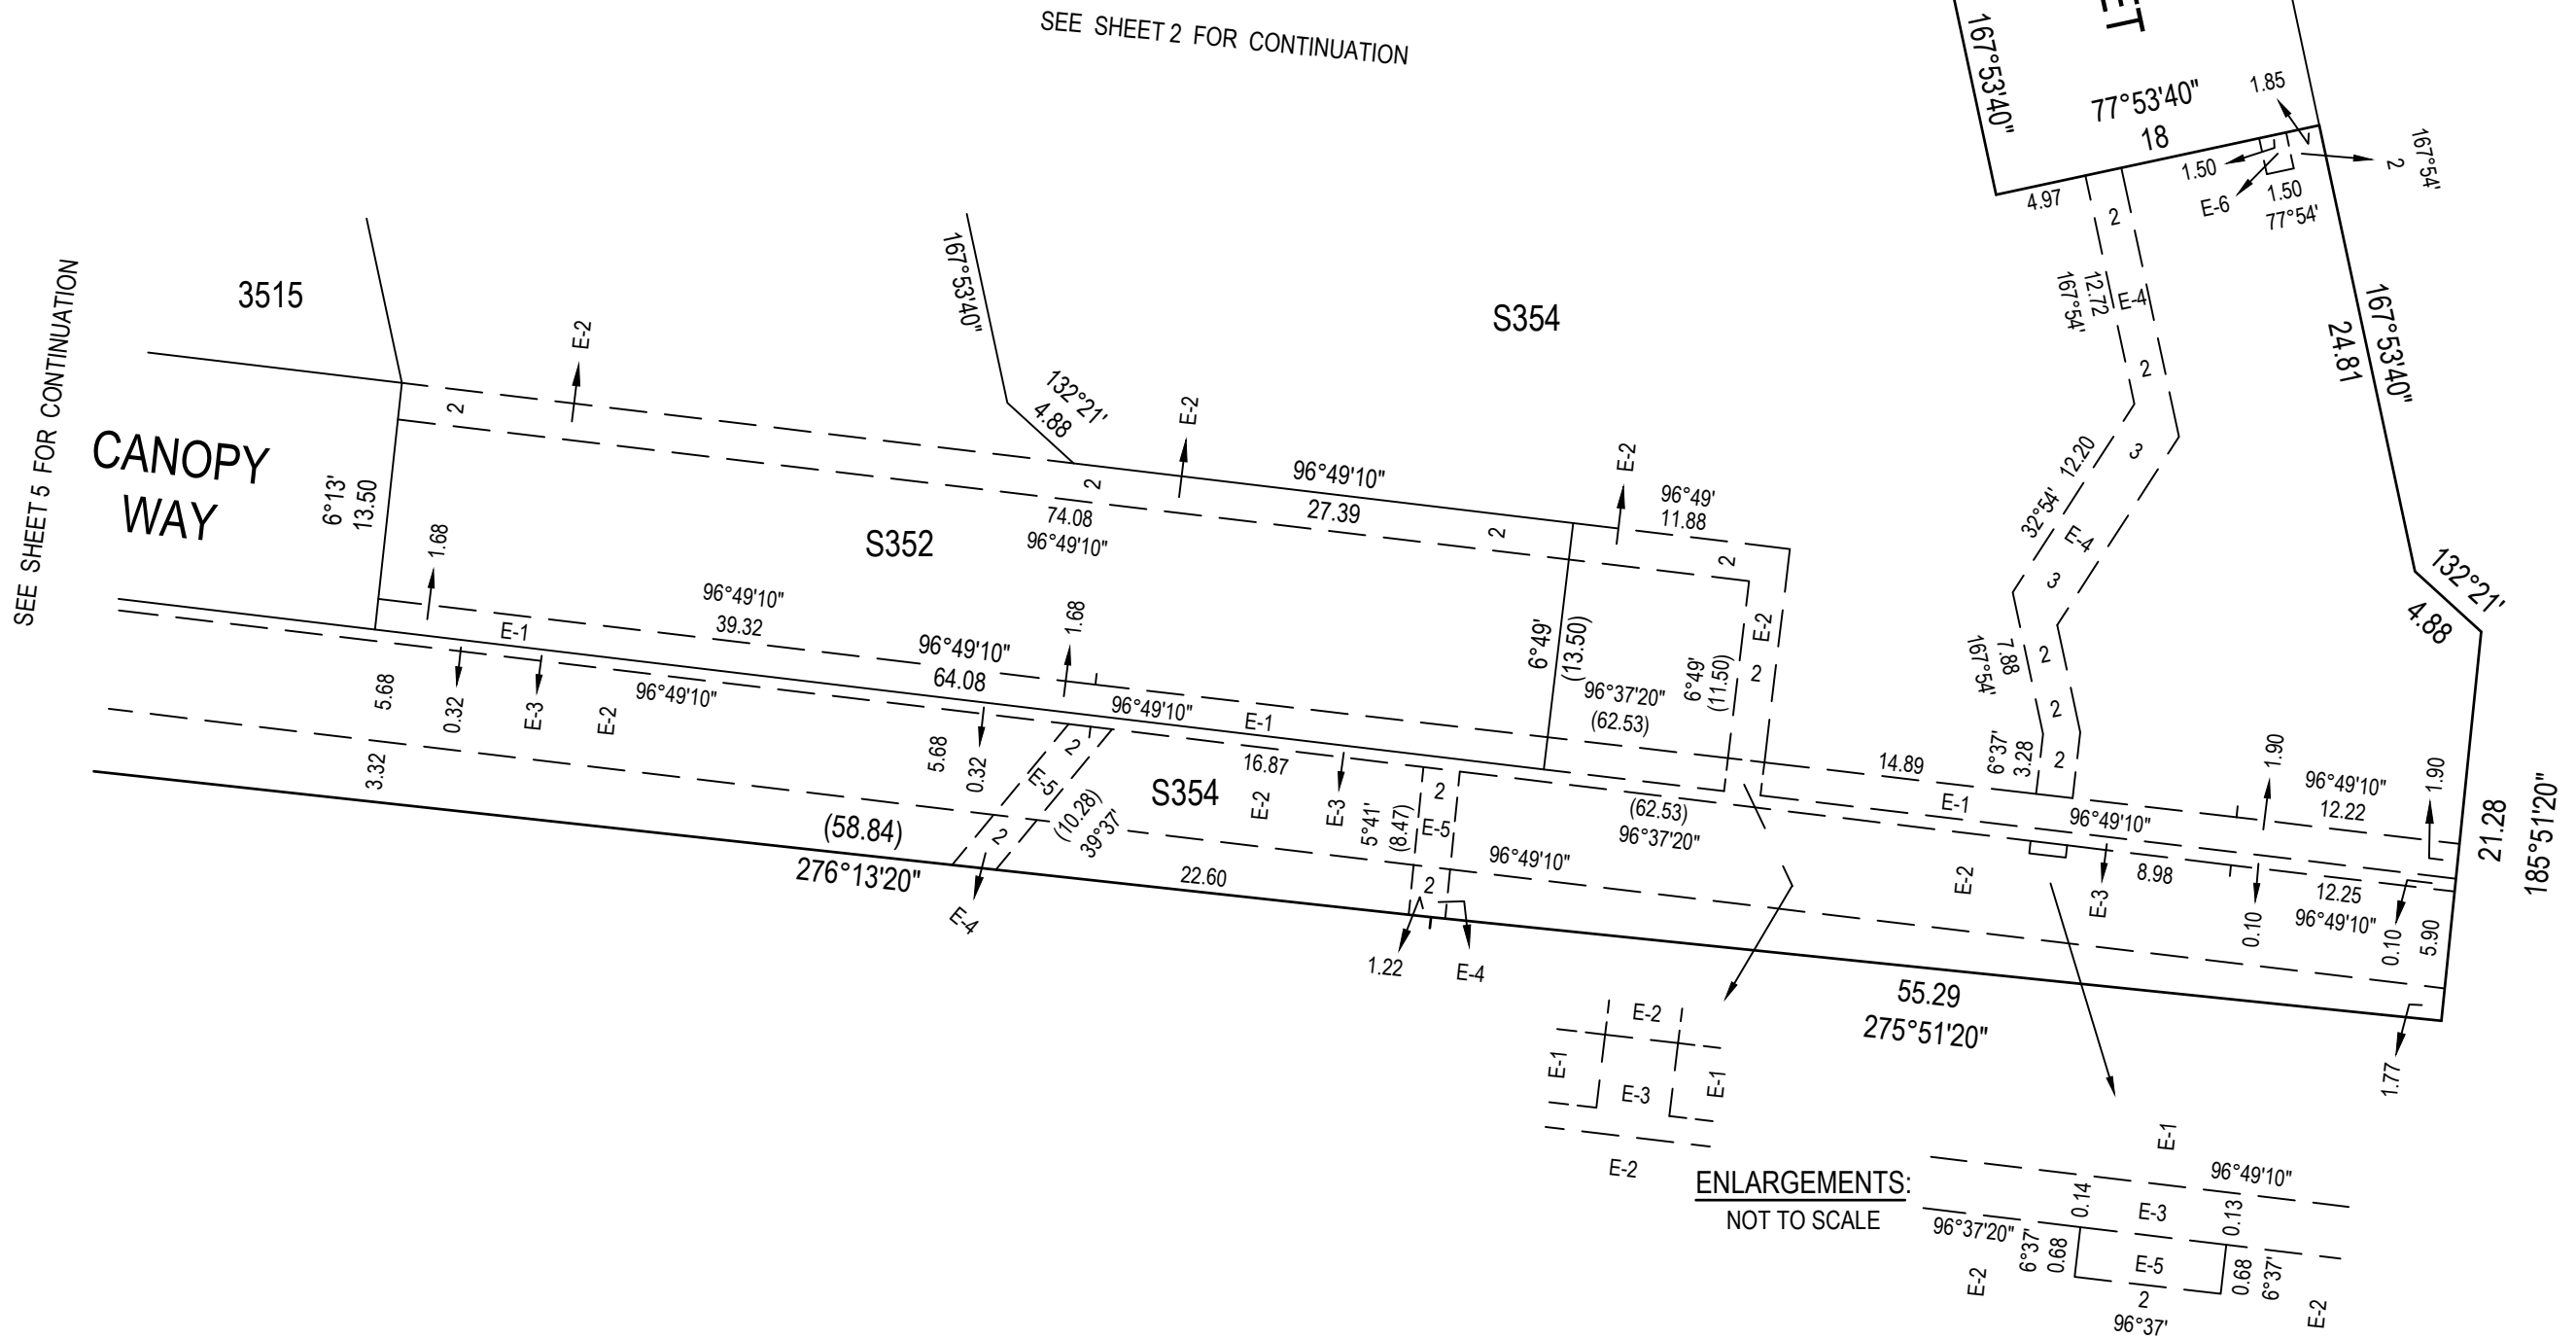 SEE SHEET 2 FOR CONTINUATION
ET
167°53'40"
77°53'40"
18
1.85
167°54'
2
1.50
E-6
1.50
77°54'
4.97
2
12.72
167°54'
E-4
2
167°53'40"
24.81
SEE SHEET 5 FOR CONTINUATION
3515
E-2
167°53'40"
S354
132°21'
4.88
E-2
2
CANOPY
WAY
6°13'
13.50
1.68
S352
2
74.08
96°49'10"
96°49'10"
27.39
2
E-2
96°49'
11.88
2
12.20
32°54'
3
E-4
3
132°21'
4.88
E-1
96°49'10"
39.32
96°49'10"
64.08
1.68
96°49'10"
E-1
6°49'
(13.50)
96°37'20"
(62.53)
6°49'
(11.50)
E-2
2
167°54'
7.88
2
2
6°37'
3.28
2
14.89
5.68
0.32
E-3
E-2
96°49'10"
3.32
5.68
0.32
2
E-5
(10.28)
39°37'
2
E-4
(58.84)
276°13'20"
16.87
S354
E-2
E-3
5°41'
(8.47)
2
E-5
2
22.60
1.22
E-4
96°49'10"
(62.53)
96°37'20"
E-1
96°49'10"
1.90
96°49'10"
12.22
1.90
21.28
185°51'20"
E-2
E-3
8.98
0.10
12.25
96°49'10"
0.10
5.90
55.29
275°51'20"
1.77
E-2
E-1
E-3
E-1
E-2
ENLARGEMENTS:
NOT TO SCALE
E-1
96°49'10"
0.14
E-3
0.13
96°37'20"
6°37'
0.68
E-5
0.68
6°37'
E-2
2
96°37'
E-2